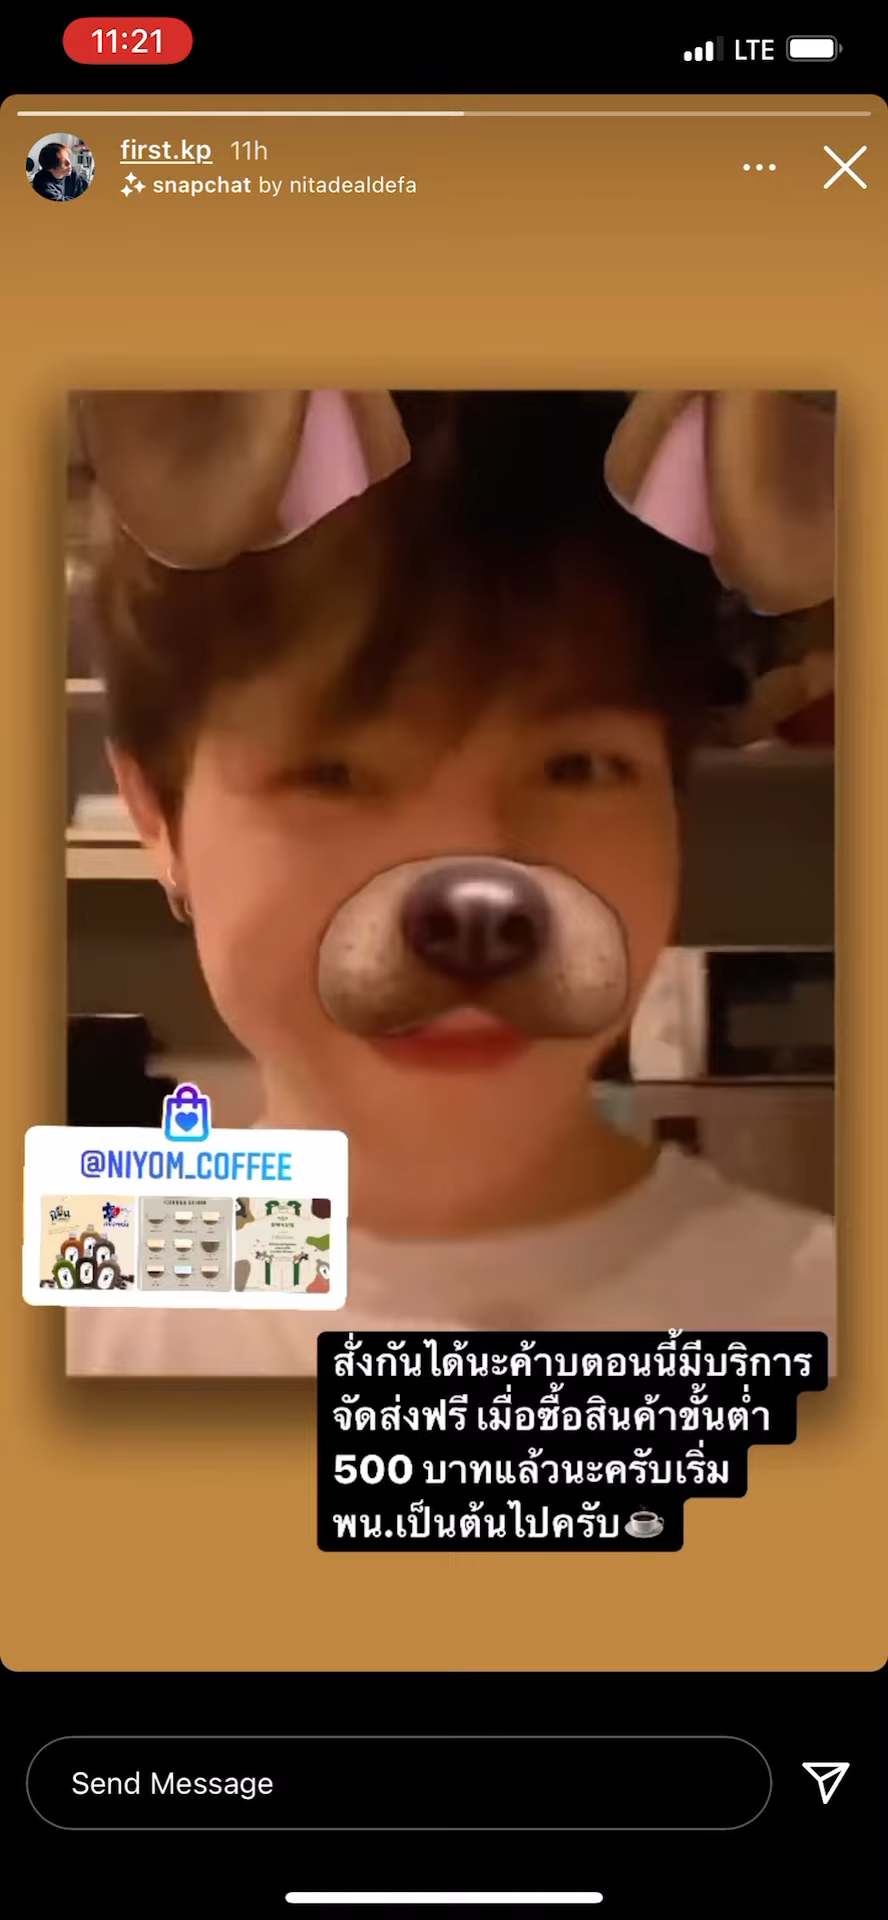 11:21
LTE
first.kp 11h
snapchat by nitadealdefa
@NIYOM_COFFEE
สั่งกันได้นะค้าบตอนนี้มีบริการ
จัดส่งฟรี เมื่อซื้อสินค้าขั้นต่ำ
500 บาทแล้วนะครับเริ่ม
พน.เป็นต้นไปครับ☕
Send Message